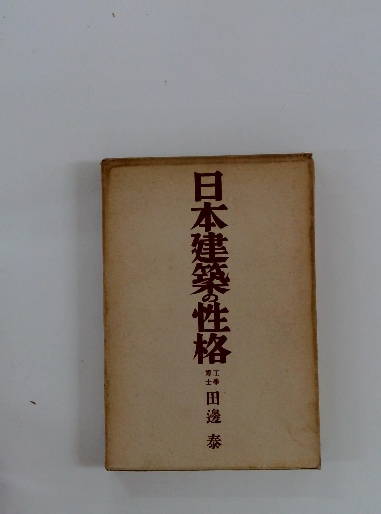 日本建築の性格
工學博士 田邊 泰